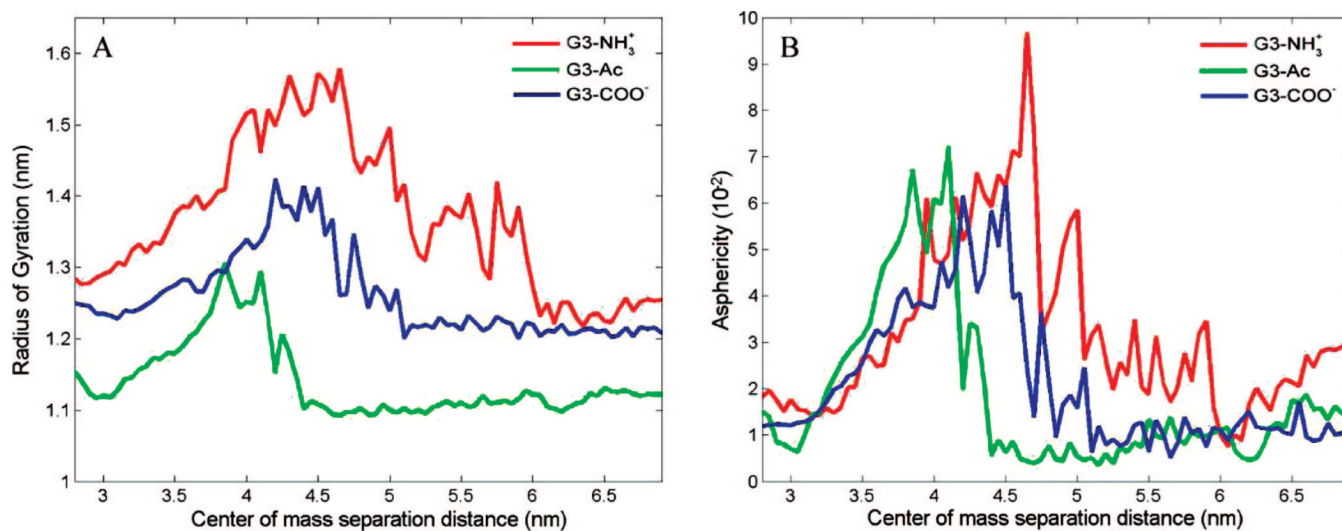 A
G3-NH₃⁺
G3-Ac
G3-COO⁻
Radius of Gyration (nm)
1.6
1.5
1.4
1.3
1.2
1.1
1
3 3.5 4 4.5 5 5.5 6 6.5
Center of mass separation distance (nm)
B
G3-NH₃⁺
G3-Ac
G3-COO⁻
Asphericity (10⁻²)
10
9
8
7
6
5
4
3
2
1
0
3 3.5 4 4.5 5 5.5 6 6.5
Center of mass separation distance (nm)